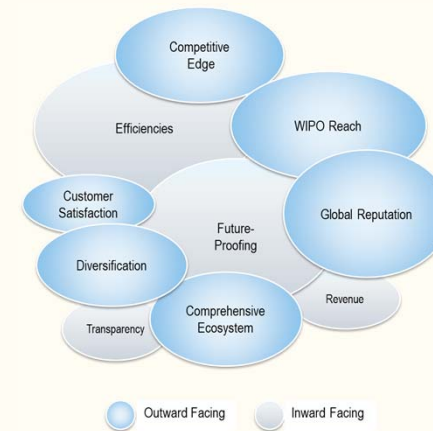 Competitive
Edge
Efficiencies
WIPO Reach
Customer
Satisfaction
Global Reputation
Future-
Proofing
Diversification
Revenue
Comprehensive
Ecosystem
Transparency
Outward Facing
Inward Facing